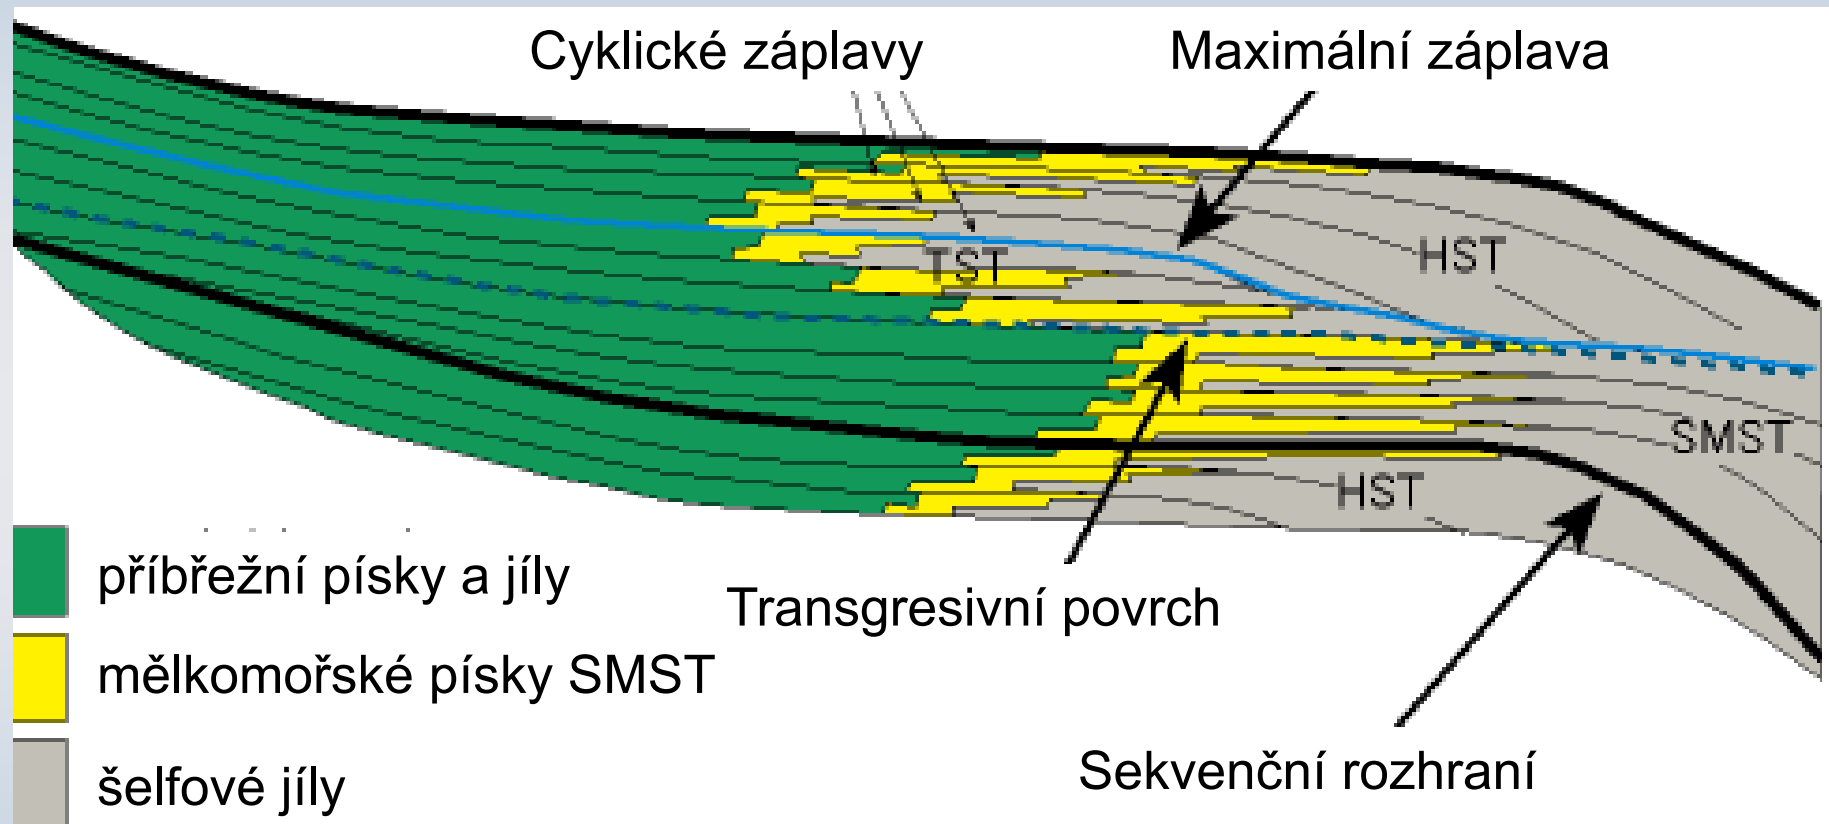 Cyklické záplavy
Maximální záplava
TST
HST
SMST
HST
příbřežní písky a jíly
Transgresivní povrch
mělkomořské písky SMST
Sekvenční rozhraní
šelfové jíly